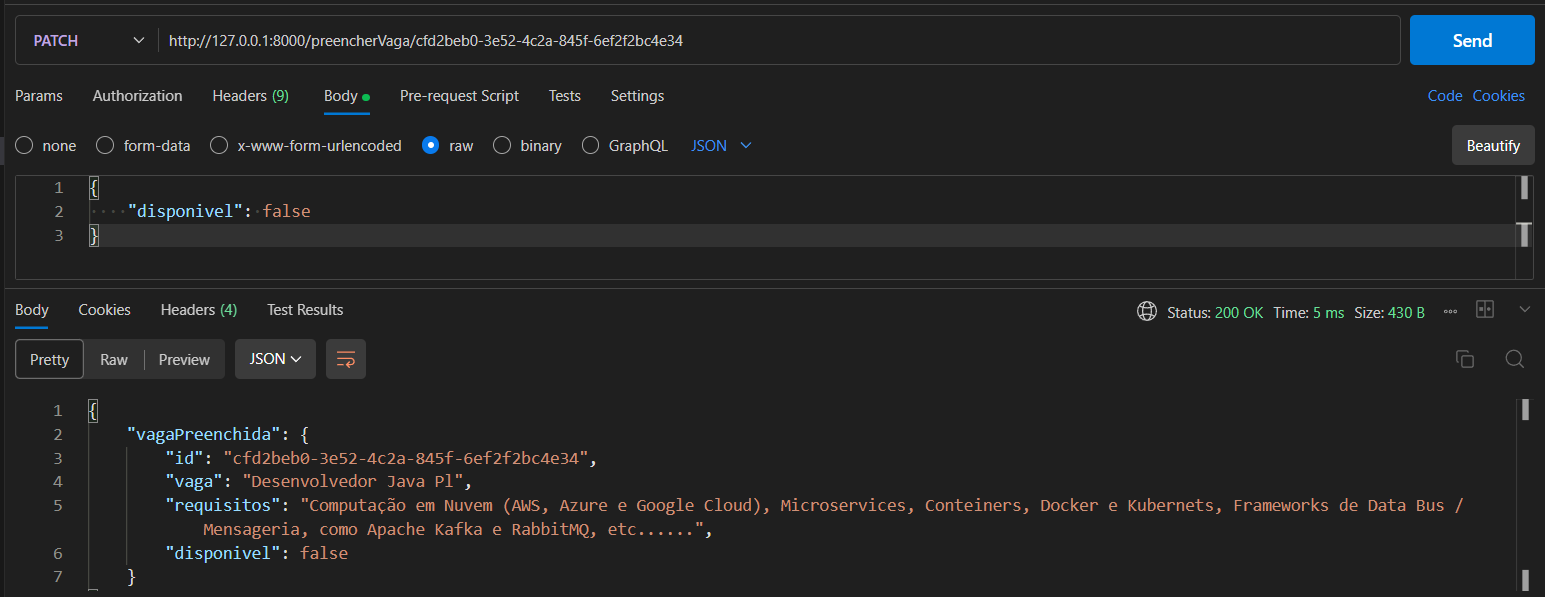 PATCH http://127.0.0.1:8000/preencherVaga/cfd2beb0-3e52-4c2a-845f-6ef2f2bc4e34 Send
Params Authorization Headers (9) Body Pre-request Script Tests Settings Code Cookies
none form-data x-www-form-urlencoded raw binary GraphQL JSON Beautify
1 {
2 ····"disponivel":·false
3 }
Body Cookies Headers (4) Test Results Status: 200 OK Time: 5 ms Size: 430 B
Pretty Raw Preview JSON
1 {
2 "vagaPreenchida": {
3 "id": "cfd2beb0-3e52-4c2a-845f-6ef2f2bc4e34",
4 "vaga": "Desenvolvedor Java Pl",
5 "requisitos": "Computação em Nuvem (AWS, Azure e Google Cloud), Microservices, Conteiners, Docker e Kubernets, Frameworks de Data Bus /
Mensageria, como Apache Kafka e RabbitMQ, etc......",
6 "disponivel": false
7 }